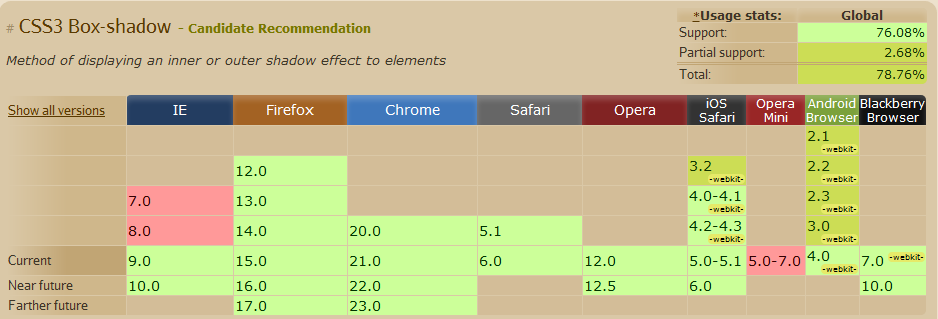 # CSS3 Box-shadow - Candidate Recommendation
*Usage stats: Global
Support: 76.08%
Partial support: 2.68%
Total: 78.76%
Method of displaying an inner or outer shadow effect to elements
Show all versions IE Firefox Chrome Safari Opera iOS Safari Opera Mini Android Browser Blackberry Browser
2.1 -webkit-
12.0 3.2 -webkit- 2.2 -webkit-
7.0 13.0 4.0-4.1 -webkit- 2.3 -webkit-
8.0 14.0 20.0 5.1 4.2-4.3 -webkit- 3.0 -webkit-
Current 9.0 15.0 21.0 6.0 12.0 5.0-5.1 5.0-7.0 4.0 -webkit- 7.0 -webkit-
Near future 10.0 16.0 22.0 12.5 6.0 10.0
Farther future 17.0 23.0